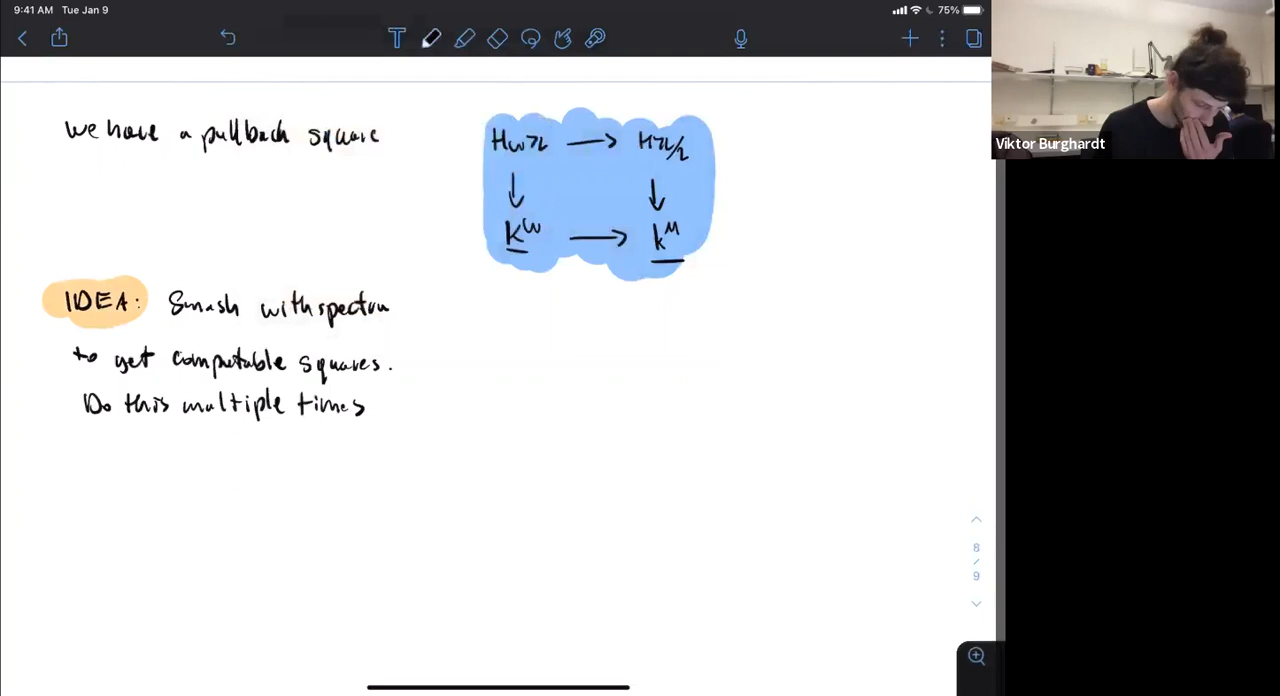 9:41 AM Tue Jan 9
75%
Viktor Burghardt
We have a pullback square
H_W ℤ → Hℤ/2
↓ ↓
K^W → k^M
IDEA: Smash with spectra
to get computable squares.
Do this multiple times
8
/
9